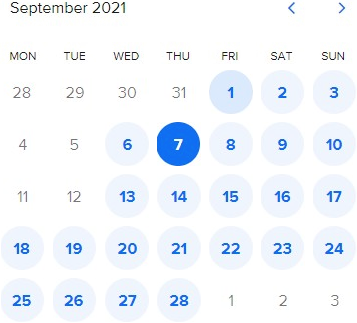 September 2021
MON TUE WED THU FRI SAT SUN
28 29 30 31 1 2 3
4 5 6 7 8 9 10
11 12 13 14 15 16 17
18 19 20 21 22 23 24
25 26 27 28 1 2 3